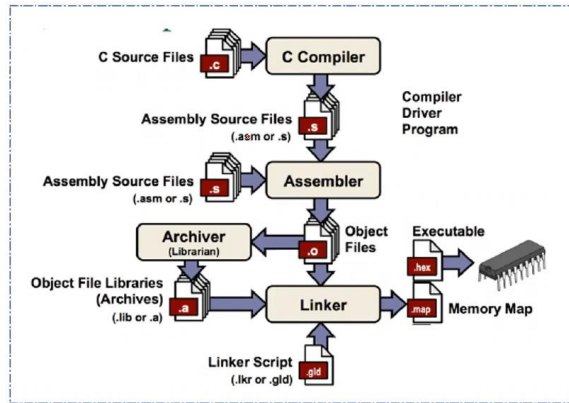 C Source Files
.c
C Compiler
Assembly Source Files
(.asm or .s)
.s
Compiler
Driver
Program
Assembly Source Files
(.asm or .s)
.s
Assembler
Archiver
(Librarian)
.o
Object
Files
Executable
.hex
Object File Libraries
(Archives)
(.lib or .a)
.a
Linker
.map
Memory Map
Linker Script
(.lkr or .gld)
.gld